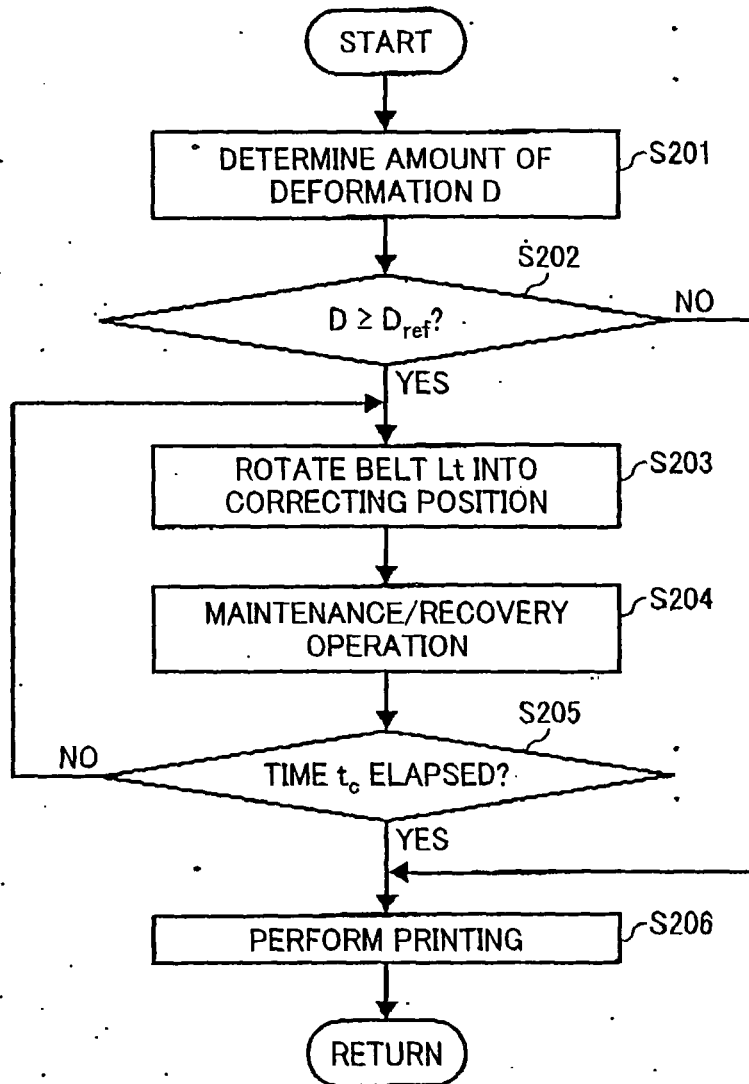 START
DETERMINE AMOUNT OF
DEFORMATION D
S201
S202
D ≥ Dref?
NO
YES
ROTATE BELT Lt INTO
CORRECTING POSITION
S203
MAINTENANCE/RECOVERY
OPERATION
S204
S205
NO
TIME tc ELAPSED?
YES
PERFORM PRINTING
S206
RETURN